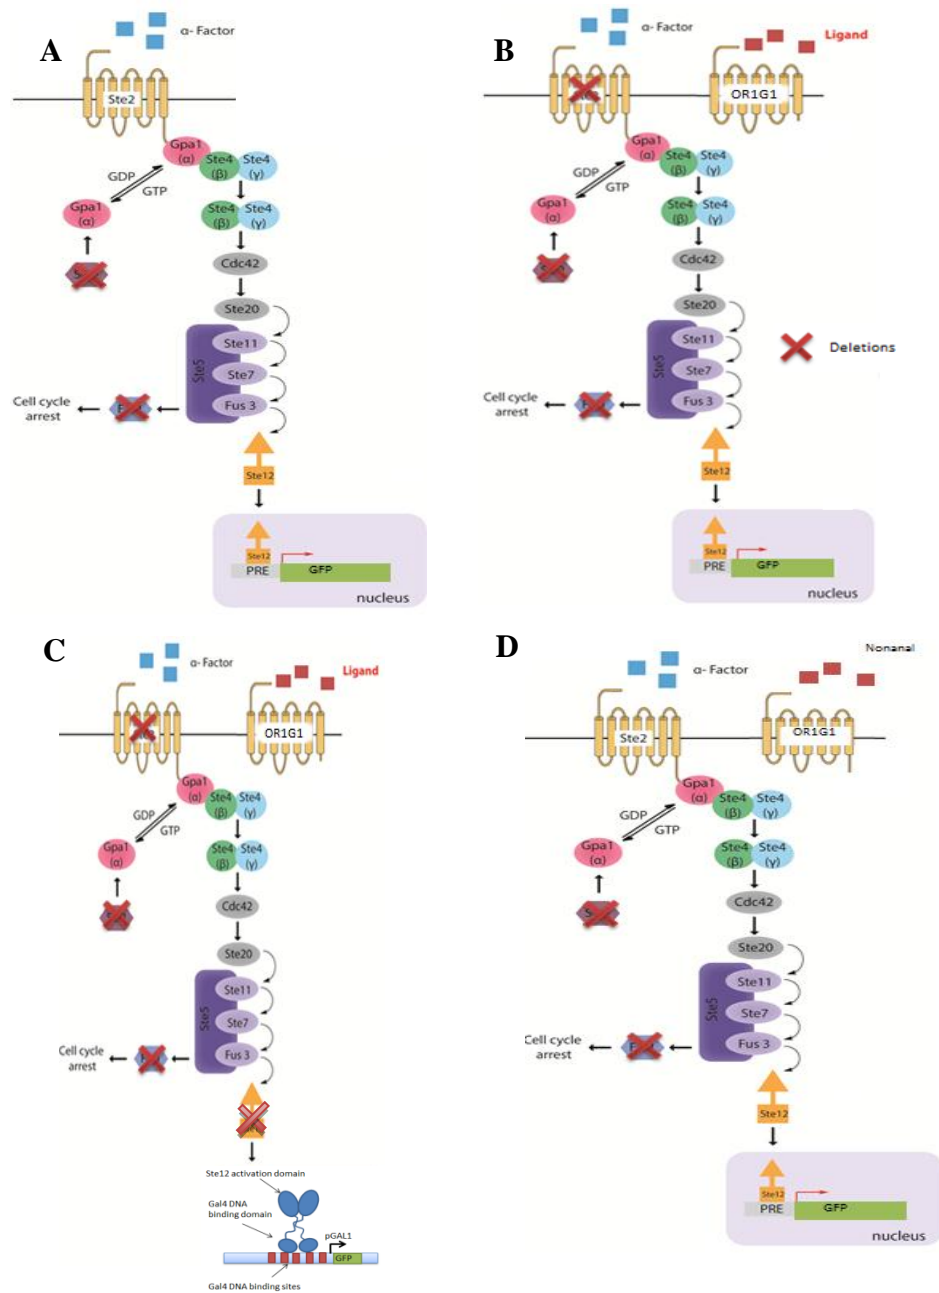 A
α- Factor
Ste2
Gpa1
(α)
Ste4
(β)
Ste4
(γ)
GDP
GTP
Gpa1
(α)
Ste4
(β)
Ste4
(γ)
Cdc42
Ste20
Ste5
Ste11
Ste7
Fus 3
Cell cycle
arrest
Ste12
Ste12
PRE
GFP
nucleus
B
α- Factor
Ligand
OR1G1
Gpa1
(α)
Ste4
(β)
Ste4
(γ)
GDP
GTP
Gpa1
(α)
Ste4
(β)
Ste4
(γ)
Cdc42
Ste20
Ste5
Ste11
Ste7
Fus 3
Cell cycle
arrest
Deletions
Ste12
Ste12
PRE
GFP
nucleus
C
α- Factor
Ligand
OR1G1
Gpa1
(α)
Ste4
(β)
Ste4
(γ)
GDP
GTP
Gpa1
(α)
Ste4
(β)
Ste4
(γ)
Cdc42
Ste20
Ste5
Ste11
Ste7
Fus 3
Cell cycle
arrest
Ste12 activation domain
Gal4 DNA
binding domain
pGAL1
GFP
Gal4 DNA binding sites
D
α- Factor
Nonanal
Ste2
OR1G1
Gpa1
(α)
Ste4
(β)
Ste4
(γ)
GDP
GTP
Gpa1
(α)
Ste4
(β)
Ste4
(γ)
Cdc42
Ste20
Ste5
Ste11
Ste7
Fus 3
Cell cycle
arrest
Ste12
Ste12
PRE
GFP
nucleus